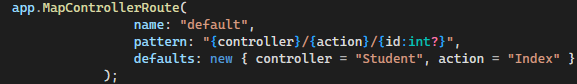 app.MapControllerRoute(
name: "default",
pattern: "{controller}/{action}/{id:int?}",
defaults: new { controller = "Student", action = "Index" }
);